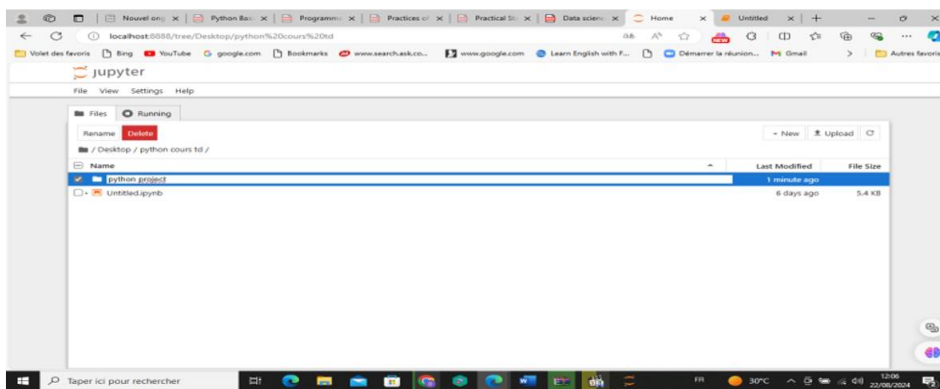 Nouvel ong
Python Bas
Programmi
Practices of
Practical St
Data scienc
Home
Untitled
localhost:8888/tree/Desktop/python%20cours%20td
Volet des favoris
Bing
YouTube
google.com
Bookmarks
www.search.ask.co...
www.google.com
Learn English with F...
Démarrer la réunion...
Gmail
Autres favoris
jupyter
File View Settings Help
Files Running
Rename Delete
New Upload
/ Desktop / python cours td /
Name Last Modified File Size
python project 1 minute ago
Untitled.ipynb 6 days ago 5.4 KB
Taper ici pour rechercher
FR
30°C
12:06
22/08/2024